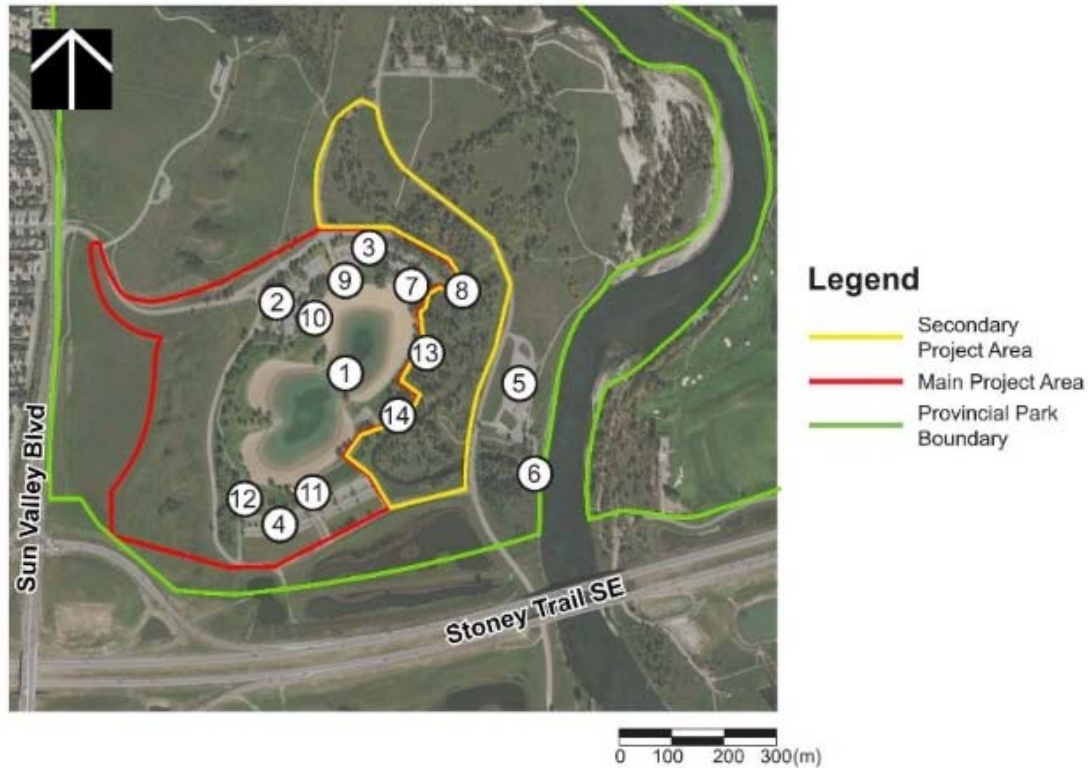 3
7
8
9
2
10
13
1
5
14
6
11
12
4
Sun Valley Blvd
Stoney Trail SE
Legend
Secondary
Project Area
Main Project Area
Provincial Park
Boundary
0 100 200 300(m)